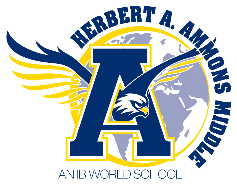 HERBERT A. AMMONS MIDDLE
A
AN IB WORLD SCHOOL